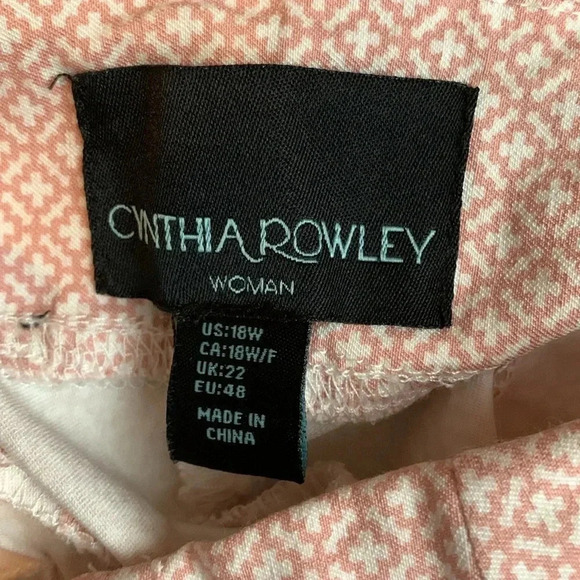 CYNTHIA ROWLEY
WOMAN
US:18W
CA:18W/F
UK:22
EU:48
MADE IN
CHINA